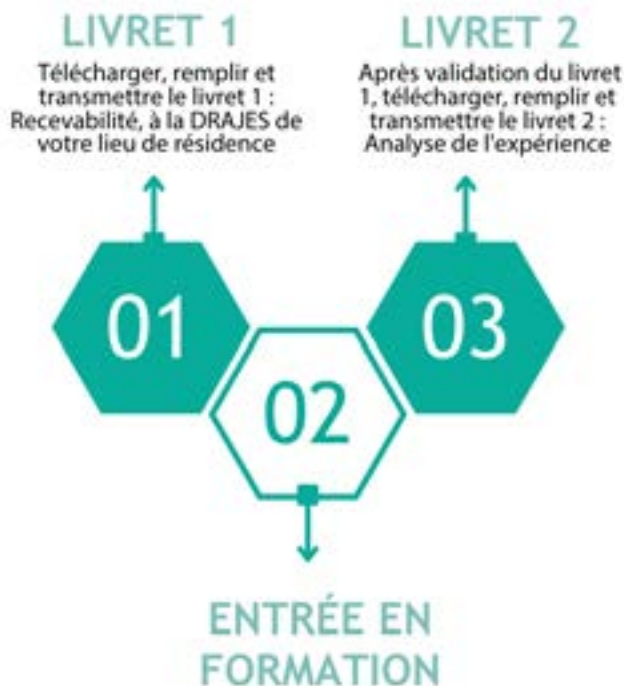 LIVRET 1
Télécharger, remplir et
transmettre le livret 1 :
Recevabilité, à la DRAJES de
votre lieu de résidence
LIVRET 2
Après validation du livret
1, télécharger, remplir et
transmettre le livret 2 :
Analyse de l'expérience
01
02
03
ENTRÉE EN
FORMATION